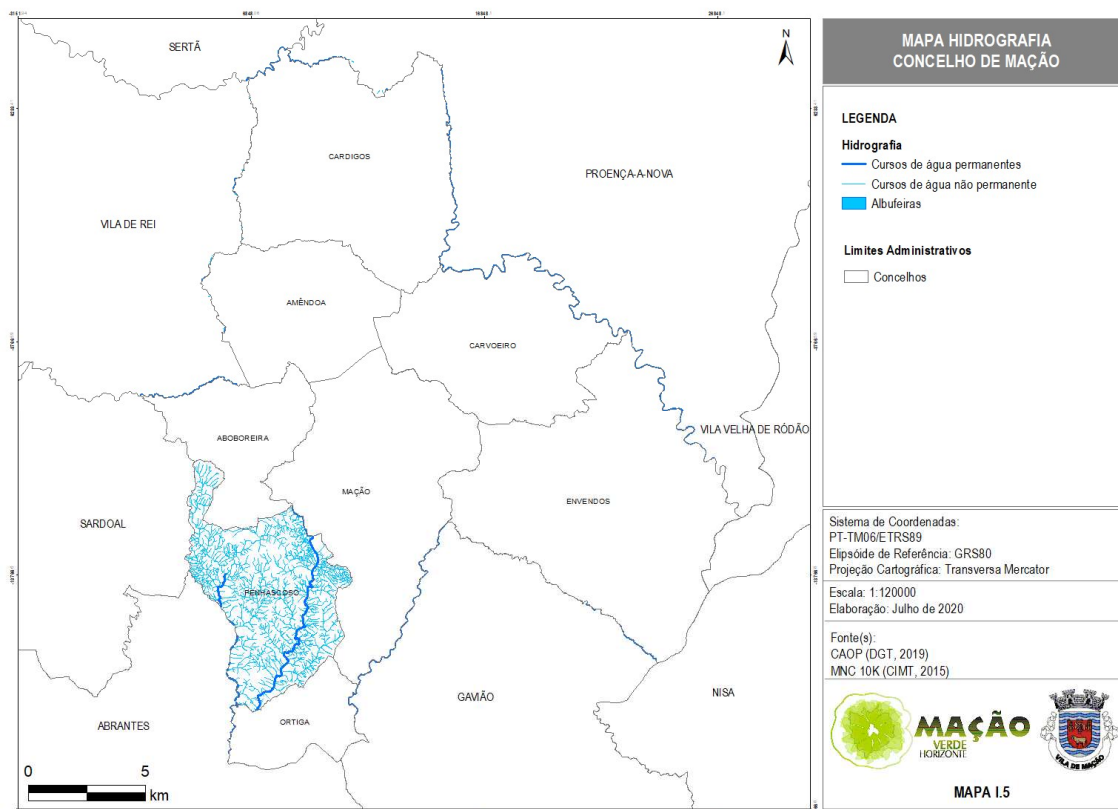 N
SERTÃ
CARDIGOS
PROENÇA-A-NOVA
VILA DE REI
AMÊNDOA
CARVOEIRO
VILA VELHA DE RÓDÃO
ABOBOREIRA
MAÇÃO
ENVENDOS
SARDOAL
PENHASCOSO
GAVIÃO
NISA
ABRANTES
ORTIGA
0 5
km
MAPA HIDROGRAFIA
CONCELHO DE MAÇÃO
LEGENDA
Hidrografia
Cursos de água permanentes
Cursos de água não permanente
Albufeiras
Limites Administrativos
Concelhos
Sistema de Coordenadas:
PT-TM06/ETRS89
Elipsóide de Referência: GRS80
Projeção Cartográfica: Transversa Mercator
Escala: 1:120000
Elaboração: Julho de 2020
Fonte(s):
CAOP (DGT, 2019)
MNC 10K (CIMT, 2015)
MAÇÃO
VERDE
HORIZONTE
VILA DE MAÇÃO
MAPA I.5